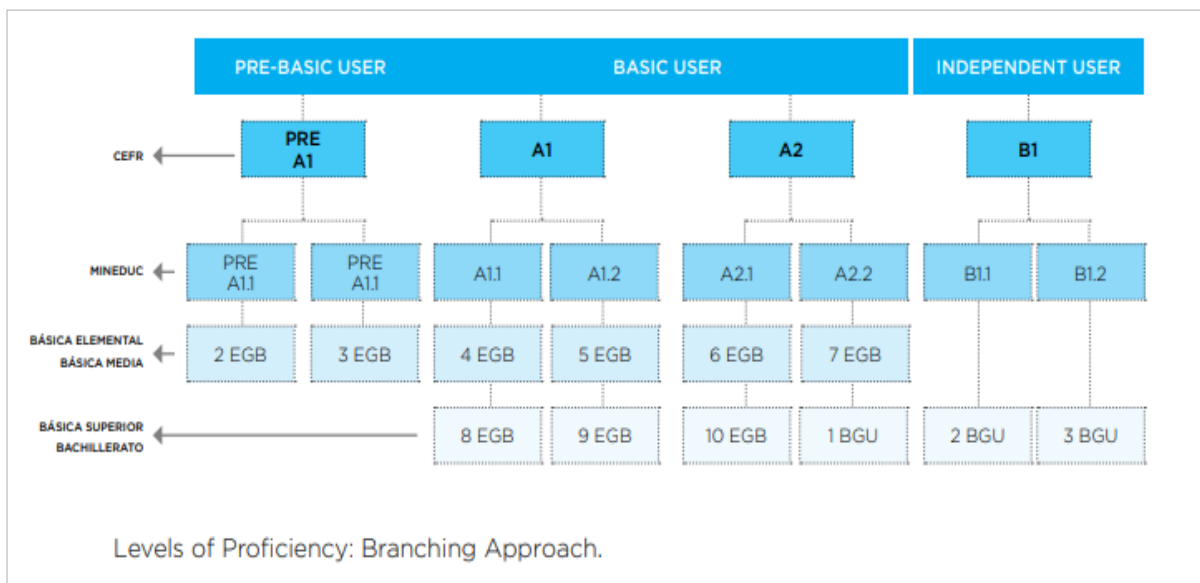 PRE-BASIC USER BASIC USER INDEPENDENT USER
CEFR PRE A1 A1 A2 B1
MINEDUC PRE A1.1 PRE A1.1 A1.1 A1.2 A2.1 A2.2 B1.1 B1.2
BÁSICA ELEMENTAL
BÁSICA MEDIA
2 EGB 3 EGB 4 EGB 5 EGB 6 EGB 7 EGB
BÁSICA SUPERIOR
BACHILLERATO
8 EGB 9 EGB 10 EGB 1 BGU 2 BGU 3 BGU
Levels of Proficiency: Branching Approach.